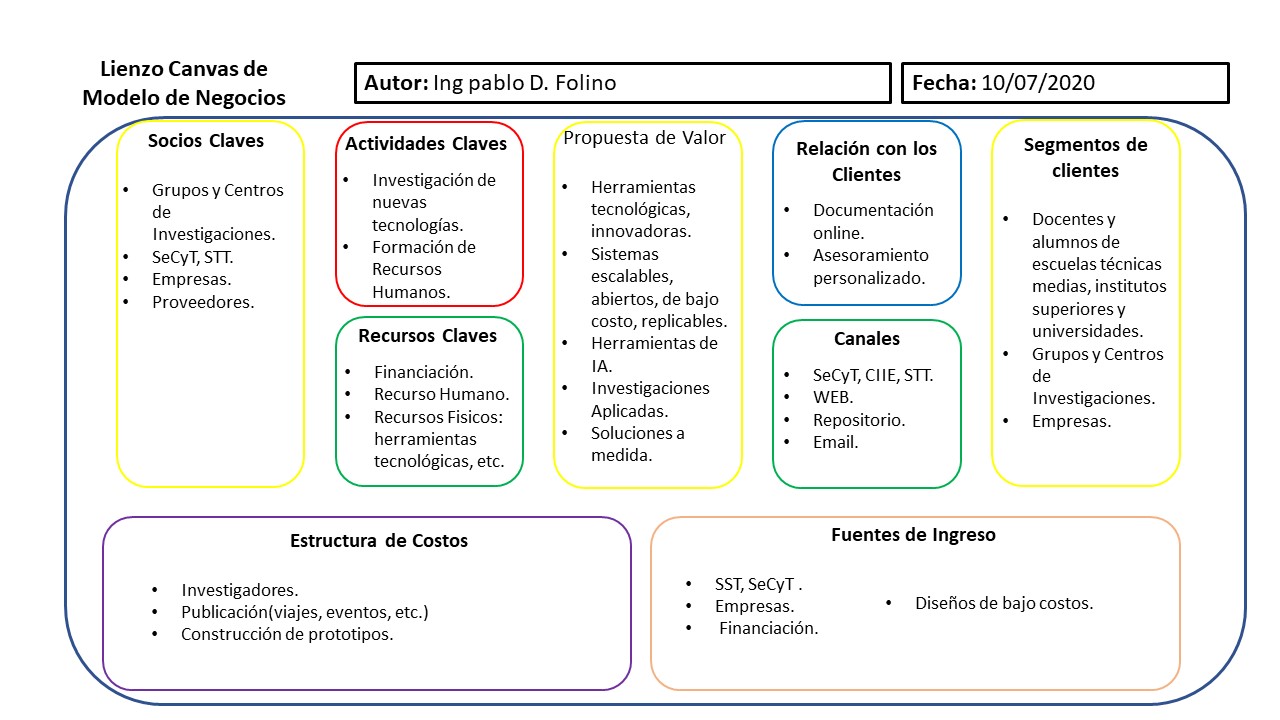 Lienzo Canvas de
Modelo de Negocios
Autor: Ing pablo D. Folino
Fecha: 10/07/2020
Socios Claves
• Grupos y Centros
de
Investigaciones.
• SeCyT, STT.
• Empresas.
• Proveedores.
Actividades Claves
• Investigación de
nuevas
tecnologías.
• Formación de
Recursos
Humanos.
Recursos Claves
• Financiación.
• Recurso Humano.
• Recursos Fisicos:
herramientas
tecnológicas, etc.
Propuesta de Valor
• Herramientas
tecnológicas,
innovadoras.
• Sistemas
escalables,
abiertos, de bajo
costo, replicables.
• Herramientas de
IA.
• Investigaciones
Aplicadas.
• Soluciones a
medida.
Relación con los
Clientes
• Documentación
online.
• Asesoramiento
personalizado.
Canales
• SeCyT, CIIE, STT.
• WEB.
• Repositorio.
• Email.
Segmentos de
clientes
• Docentes y
alumnos de
escuelas técnicas
medias, institutos
superiores y
universidades.
• Grupos y Centros
de
Investigaciones.
• Empresas.
Estructura de Costos
• Investigadores.
• Publicación(viajes, eventos, etc.)
• Construcción de prototipos.
Fuentes de Ingreso
• SST, SeCyT .
• Empresas.
• Financiación.
• Diseños de bajo costos.